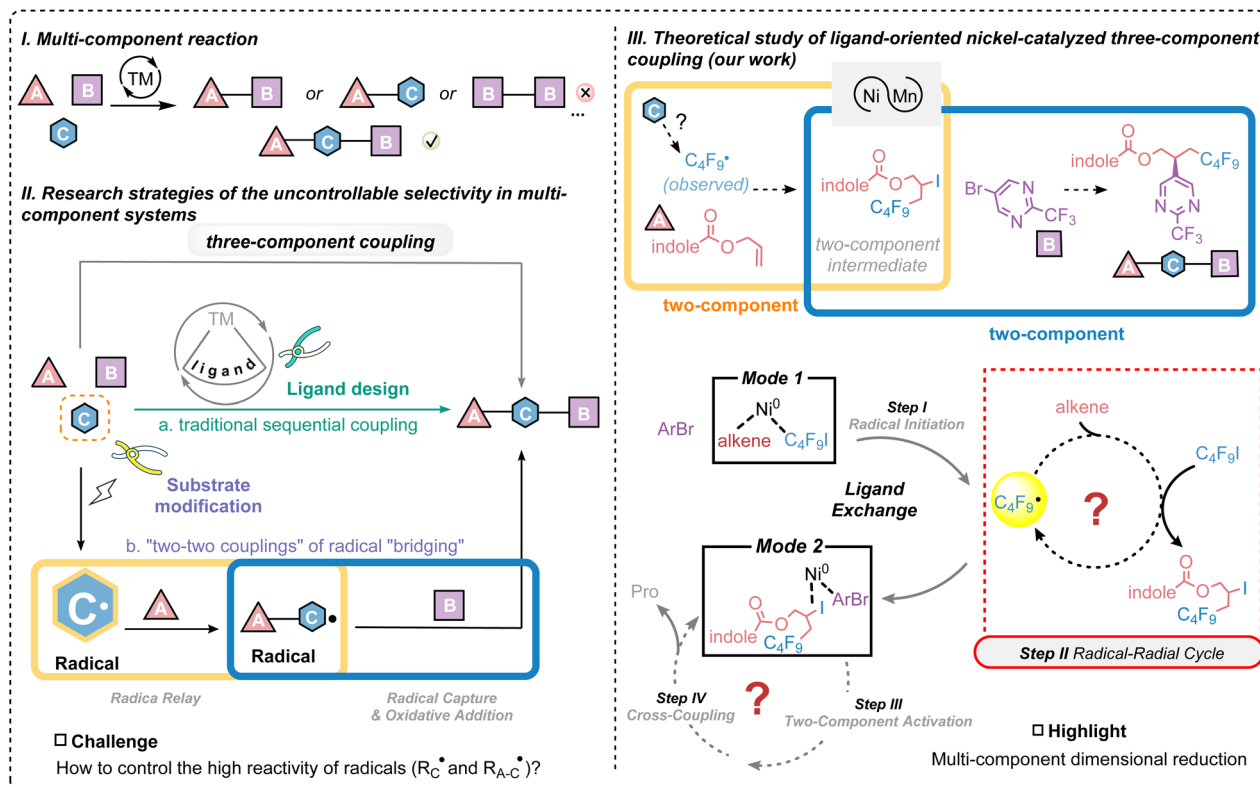 I. Multi-component reaction
A
B
TM
A
B
or
A
C
or
B
B
...
C
A
C
B
II. Research strategies of the uncontrollable selectivity in multi-
component systems
three-component coupling
TM
ligand
A
B
Ligand design
C
a. traditional sequential coupling
A
C
B
Substrate
modification
b. "two-two couplings" of radical "bridging"
C•
A
A
C•
B
Radical
Radical
Radica Relay
Radical Capture
& Oxidative Addition
Challenge
How to control the high reactivity of radicals (RC• and RA-C•)?
III. Theoretical study of ligand-oriented nickel-catalyzed three-component
coupling (our work)
Ni Mn
C
?
C4F9•
(observed)
A
O
indole
O
O
indole
O
I
C4F9
two-component
intermediate
Br
N
N
CF3
B
O
indole
O
C4F9
N
N
CF3
A
C
B
two-component
two-component
Mode 1
ArBr
Ni0
alkene
C4F9I
Step I
Radical Initiation
Ligand
Exchange
alkene
C4F9I
C4F9•
?
O
indole
O
I
C4F9
Step II Radical-Radial Cycle
Mode 2
Pro
Ni0
ArBr
O
I
indole
O
C4F9
Step IV
Cross-Coupling
?
Step III
Two-Component Activation
Highlight
Multi-component dimensional reduction